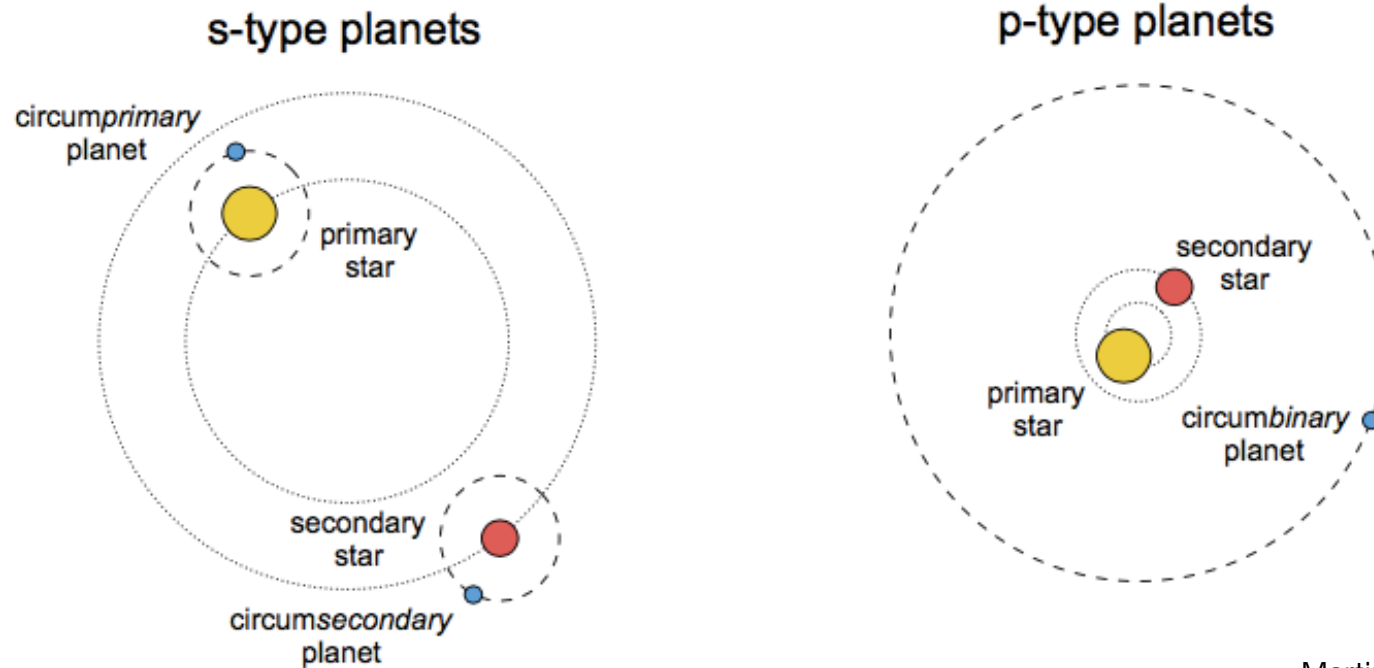 s-type planets
circumprimary
planet
primary
star
secondary
star
circumsecondary
planet
p-type planets
secondary
star
primary
star
circumbinary
planet